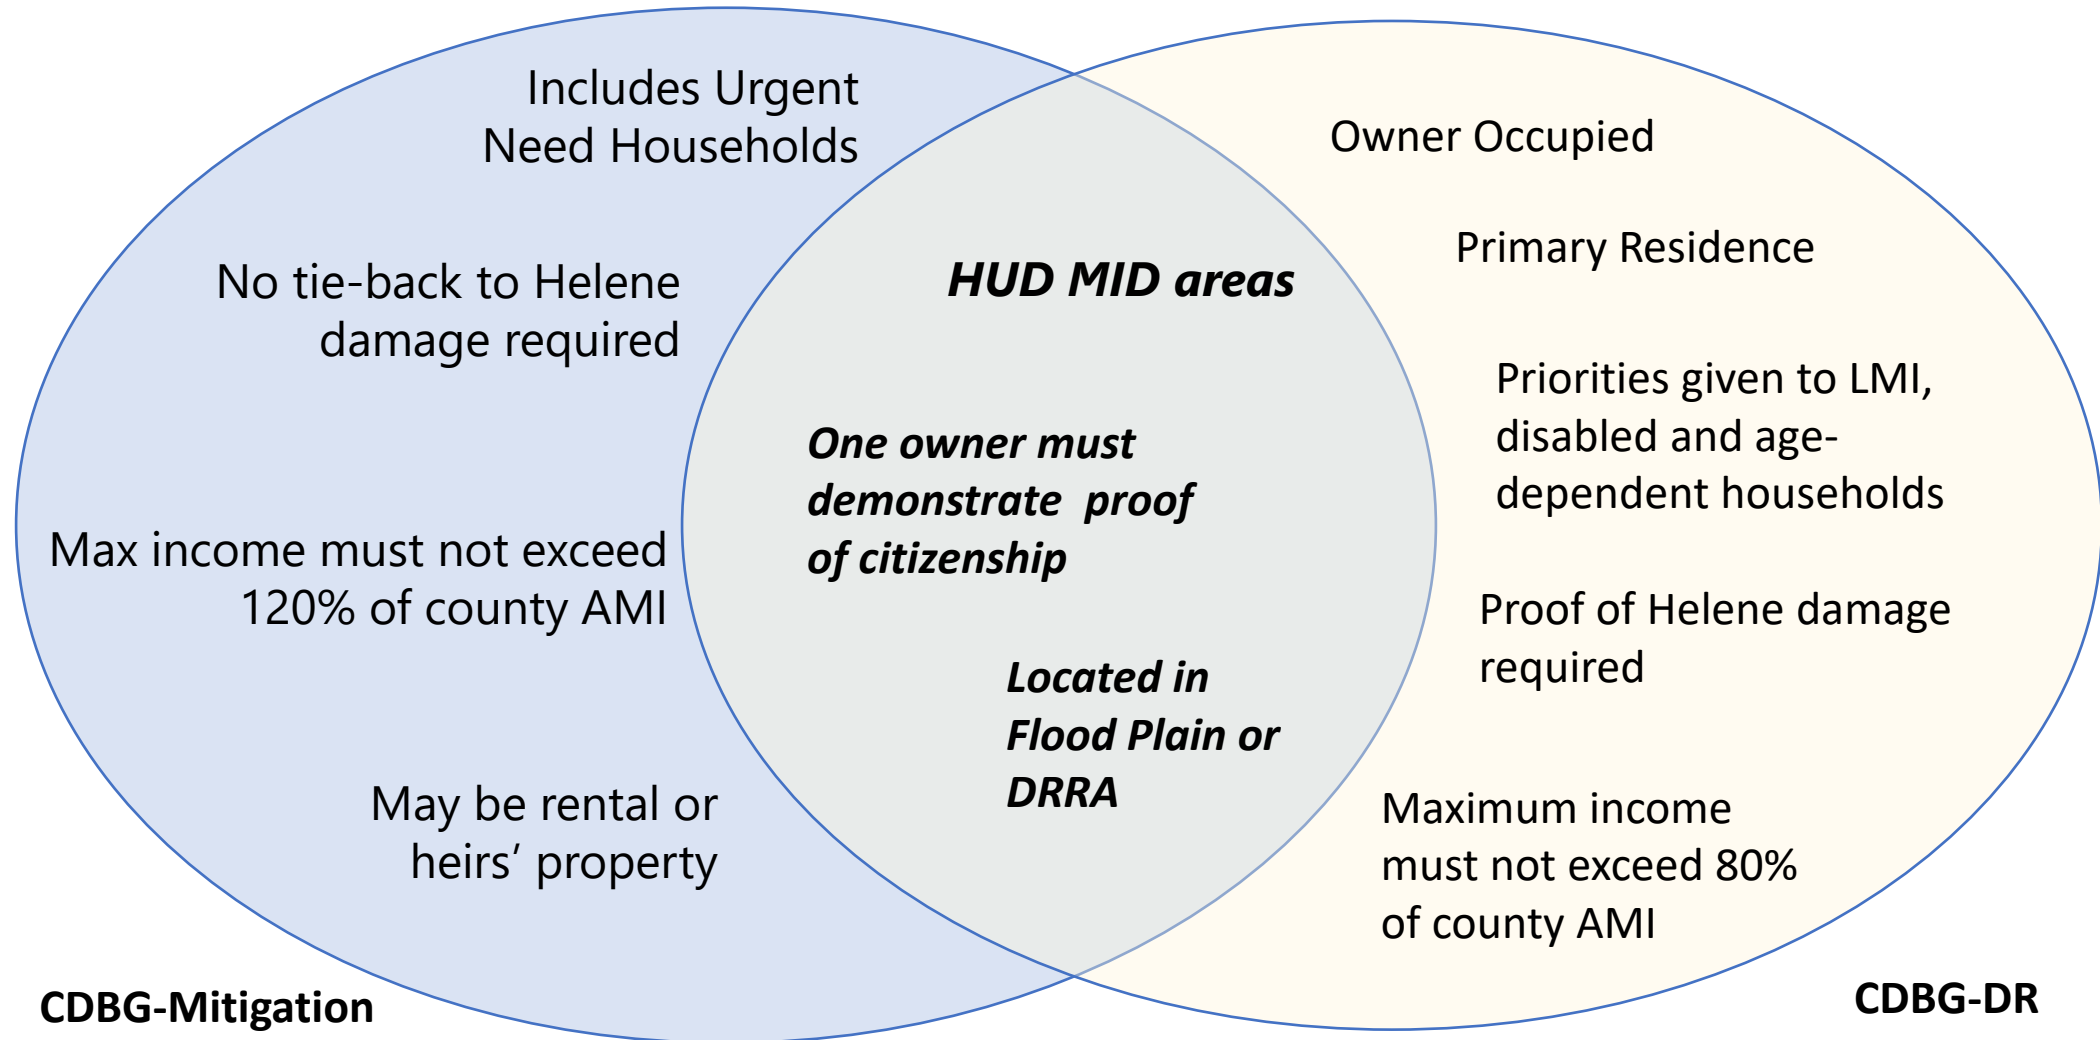 Includes Urgent
Need Households
No tie-back to Helene
damage required
Max income must not exceed
120% of county AMI
May be rental or
heirs’ property
CDBG-Mitigation
HUD MID areas
One owner must
demonstrate  proof
of citizenship
Located in
Flood Plain or
DRRA
Owner Occupied
Primary Residence
Priorities given to LMI,
disabled and age-
dependent households
Proof of Helene damage
required
Maximum income
must not exceed 80%
of county AMI
CDBG-DR